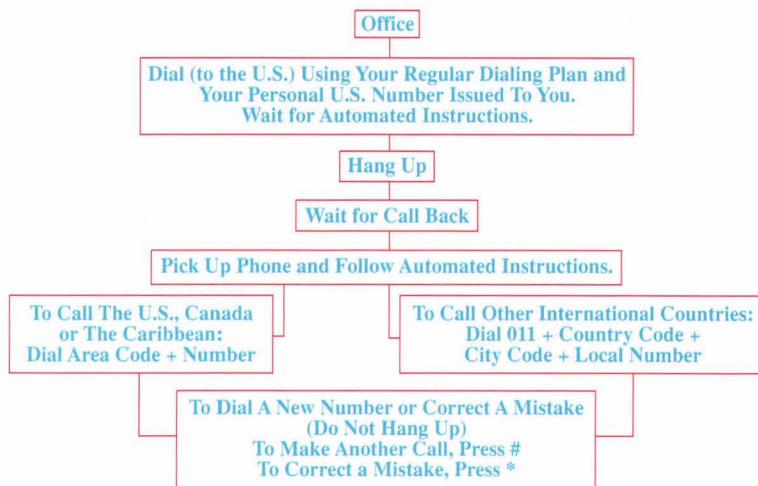 Office
Dial (to the U.S.) Using Your Regular Dialing Plan and
Your Personal U.S. Number Issued To You.
Wait for Automated Instructions.
Hang Up
Wait for Call Back
Pick Up Phone and Follow Automated Instructions.
To Call The U.S., Canada
or The Caribbean:
Dial Area Code + Number
To Call Other International Countries:
Dial 011 + Country Code +
City Code + Local Number
To Dial A New Number or Correct A Mistake
(Do Not Hang Up)
To Make Another Call, Press #
To Correct a Mistake, Press *